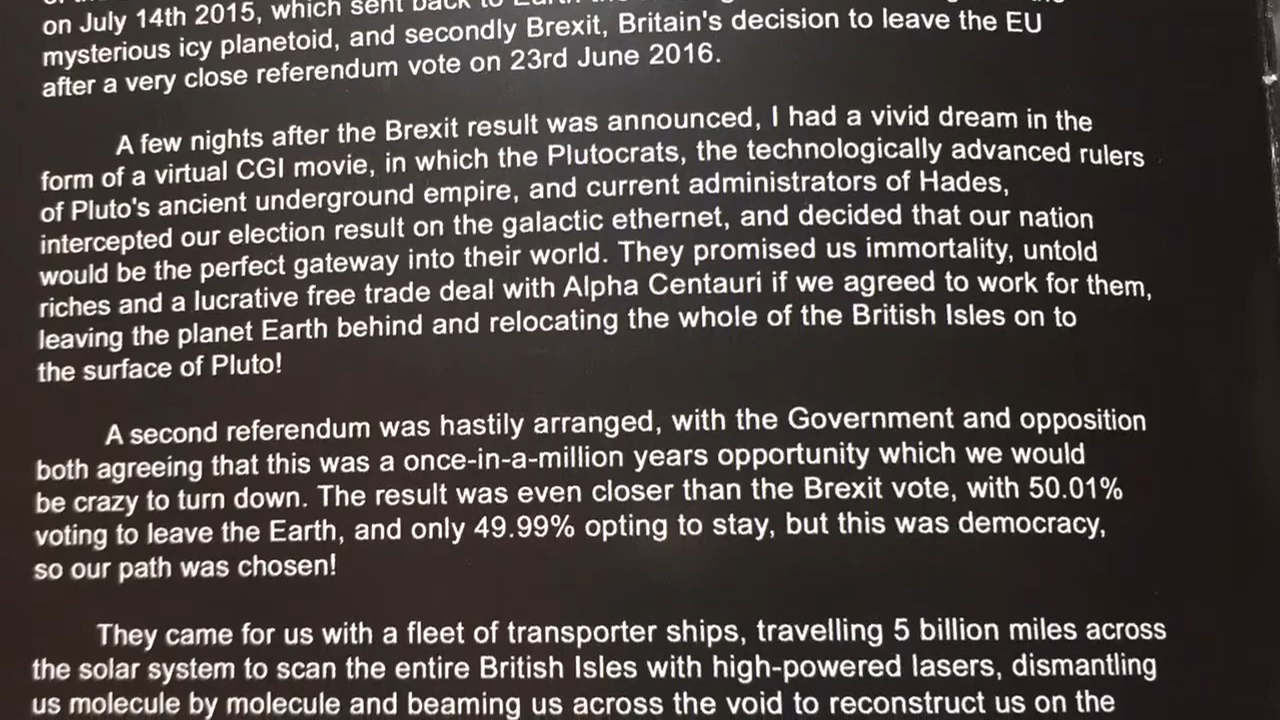 on July 14th 2015, which sent back to Earth the
mysterious icy planetoid, and secondly Brexit, Britain's decision to leave the EU
after a very close referendum vote on 23rd June 2016.
A few nights after the Brexit result was announced, I had a vivid dream in the
form of a virtual CGI movie, in which the Plutocrats, the technologically advanced rulers
of Pluto's ancient underground empire, and current administrators of Hades,
intercepted our election result on the galactic ethernet, and decided that our nation
would be the perfect gateway into their world. They promised us immortality, untold
riches and a lucrative free trade deal with Alpha Centauri if we agreed to work for them,
leaving the planet Earth behind and relocating the whole of the British Isles on to
the surface of Pluto!
A second referendum was hastily arranged, with the Government and opposition
both agreeing that this was a once-in-a-million years opportunity which we would
be crazy to turn down. The result was even closer than the Brexit vote, with 50.01%
voting to leave the Earth, and only 49.99% opting to stay, but this was democracy,
so our path was chosen!
They came for us with a fleet of transporter ships, travelling 5 billion miles across
the solar system to scan the entire British Isles with high-powered lasers, dismantling
us molecule by molecule and beaming us across the void to reconstruct us on the